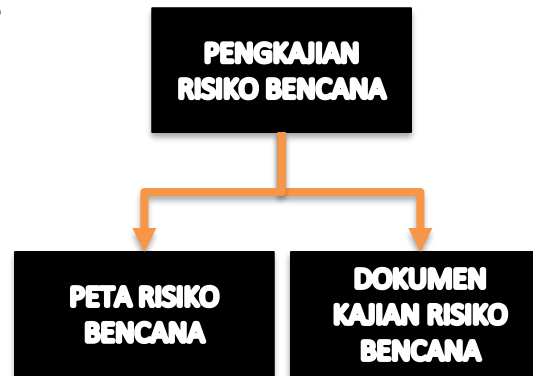 PENGKAJIAN
RISIKO BENCANA
PETA RISIKO
BENCANA
DOKUMEN
KAJIAN RISIKO
BENCANA